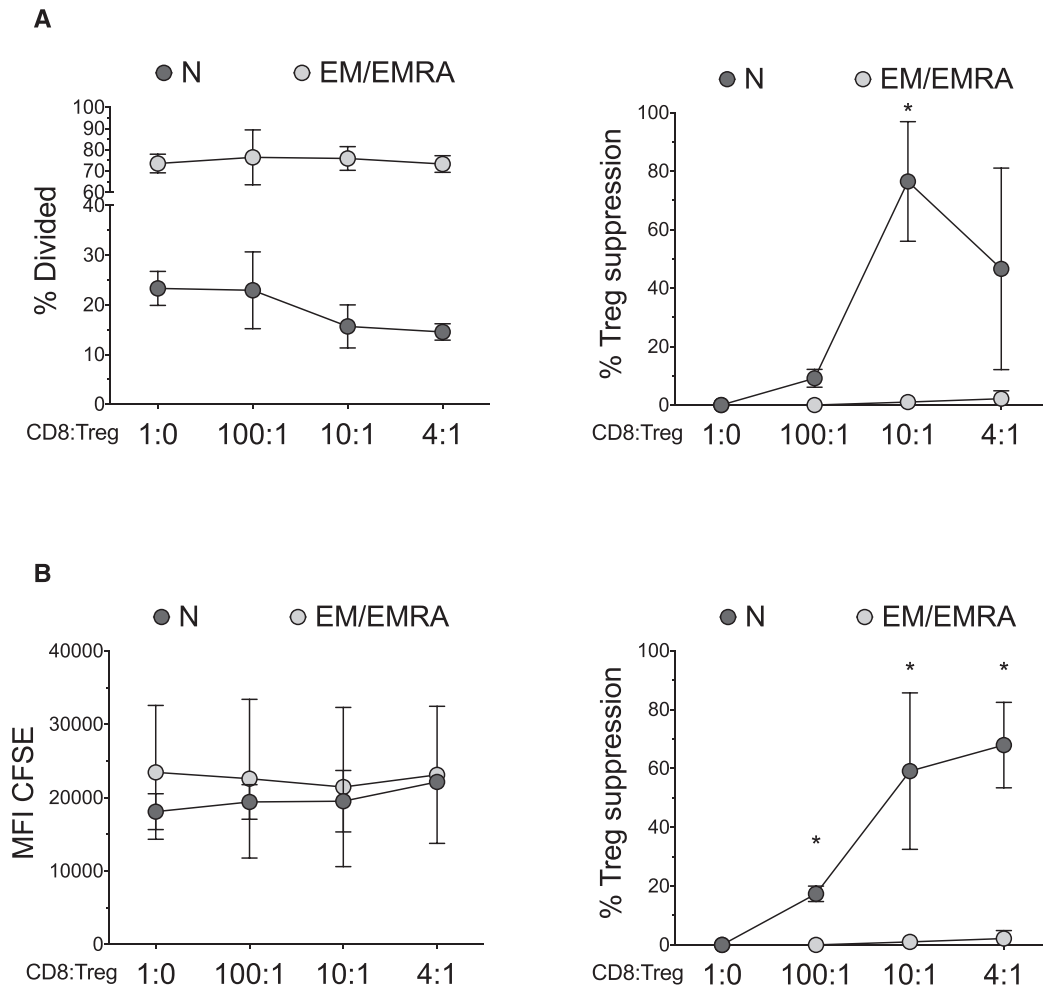 A
N EM/EMRA
% Divided
100
90
80
70
60
40
30
20
10
0
CD8:Treg 1:0 100:1 10:1 4:1
N EM/EMRA
% Treg suppression
100
80
60
40
20
0
*
CD8:Treg 1:0 100:1 10:1 4:1
B
N EM/EMRA
MFI CFSE
40000
30000
20000
10000
0
CD8:Treg 1:0 100:1 10:1 4:1
N EM/EMRA
% Treg suppression
100
80
60
40
20
0
* * *
CD8:Treg 1:0 100:1 10:1 4:1